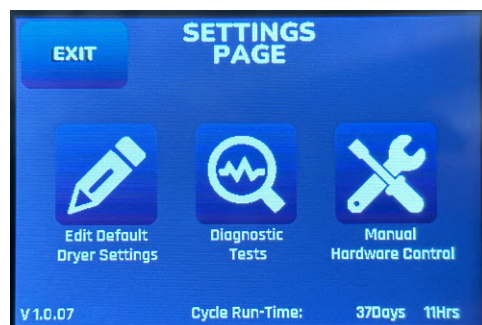 EXIT
SETTINGS
PAGE
Edit Default
Dryer Settings
Diagnostic
Tests
Manual
Hardware Control
V 1.0.07
Cycle Run-Time: 37Days 11Hrs